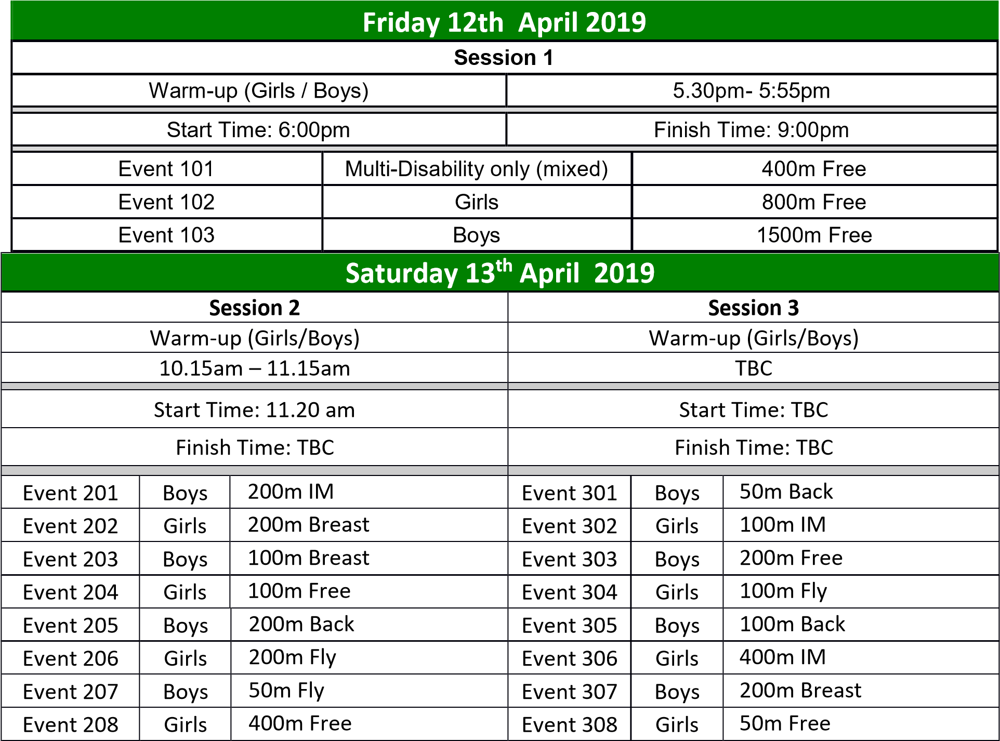 Friday 12th  April 2019
Session 1
Warm-up (Girls / Boys) 5.30pm- 5:55pm
Start Time: 6:00pm Finish Time: 9:00pm
Event 101 Multi-Disability only (mixed) 400m Free
Event 102 Girls 800m Free
Event 103 Boys 1500m Free
Saturday 13th April  2019
Session 2 Session 3
Warm-up (Girls/Boys) Warm-up (Girls/Boys)
10.15am – 11.15am TBC
Start Time: 11.20 am Start Time: TBC
Finish Time: TBC Finish Time: TBC
Event 201 Boys 200m IM Event 301 Boys 50m Back
Event 202 Girls 200m Breast Event 302 Girls 100m IM
Event 203 Boys 100m Breast Event 303 Boys 200m Free
Event 204 Girls 100m Free Event 304 Girls 100m Fly
Event 205 Boys 200m Back Event 305 Boys 100m Back
Event 206 Girls 200m Fly Event 306 Girls 400m IM
Event 207 Boys 50m Fly Event 307 Boys 200m Breast
Event 208 Girls 400m Free Event 308 Girls 50m Free